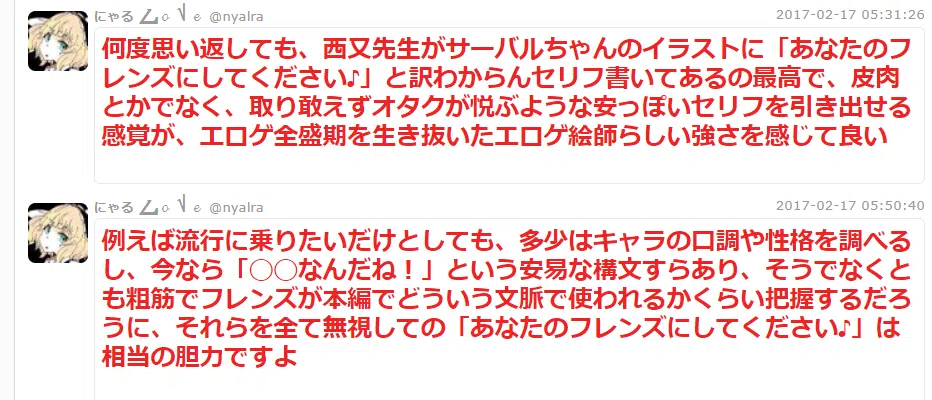 にゃる ㄥo√e @nyalra 2017-02-17 05:31:26
何度思い返しても、西又先生がサーバルちゃんのイラストに「あなたのフ
レンズにしてください♪」と訳わからんセリフ書いてあるの最高で、皮肉
とかでなく、取り敢えずオタクが悦ぶような安っぽいセリフを引き出せる
感覚が、エロゲ全盛期を生き抜いたエロゲ絵師らしい強さを感じて良い
にゃる ㄥo√e @nyalra 2017-02-17 05:50:40
例えば流行に乗りたいだけとしても、多少はキャラの口調や性格を調べる
し、今なら「◯◯なんだね！」という安易な構文すらあり、そうでなくと
も粗筋でフレンズが本編でどういう文脈で使われるかくらい把握するだろ
うに、それらを全て無視しての「あなたのフレンズにしてください♪」は
相当の胆力ですよ